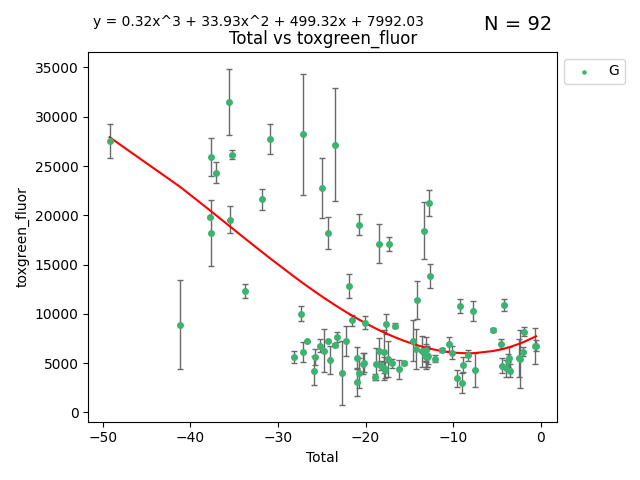 y = 0.32x^3 + 33.93x^2 + 499.32x + 7992.03
N = 92
Total vs toxgreen_fluor
G
35000
30000
25000
20000
15000
10000
5000
0
toxgreen_fluor
−50 −40 −30 −20 −10 0
Total